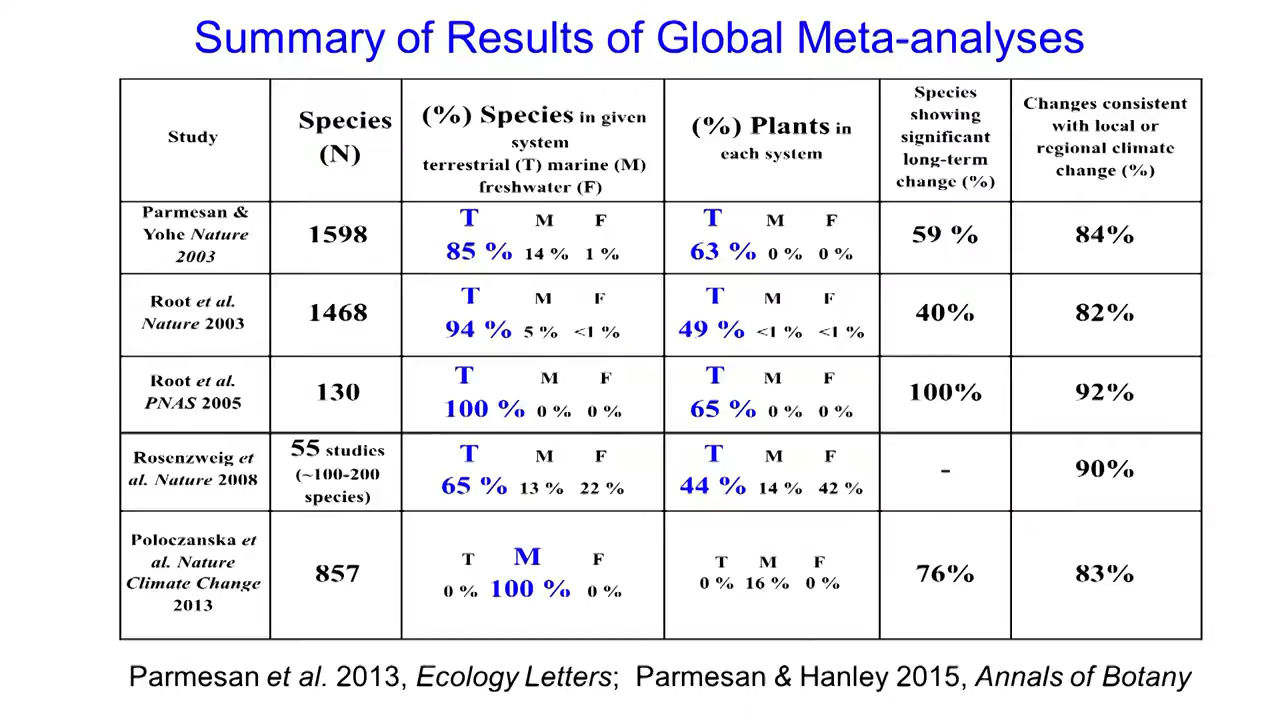 Summary of Results of Global Meta-analyses
Study
Species
(N)
(%) Species in given
system
terrestrial (T) marine (M)
freshwater (F)
(%) Plants in
each system
Species
showing
significant
long-term
change (%)
Changes consistent
with local or
regional climate
change (%)
Parmesan &
Yohe Nature
2003
1598
T M F
85 % 14 % 1 %
T M F
63 % 0 % 0 %
59 %
84%
Root et al.
Nature 2003
1468
T M F
94 % 5 % <1 %
T M F
49 % <1 % <1 %
40%
82%
Root et al.
PNAS 2005
130
T M F
100 % 0 % 0 %
T M F
65 % 0 % 0 %
100%
92%
Rosenzweig et
al. Nature 2008
55 studies
(~100-200
species)
T M F
65 % 13 % 22 %
T M F
44 % 14 % 42 %
-
90%
Poloczanska et
al. Nature
Climate Change
2013
857
T M F
0 % 100 % 0 %
T M F
0 % 16 % 0 %
76%
83%
Parmesan et al. 2013, Ecology Letters; Parmesan & Hanley 2015, Annals of Botany